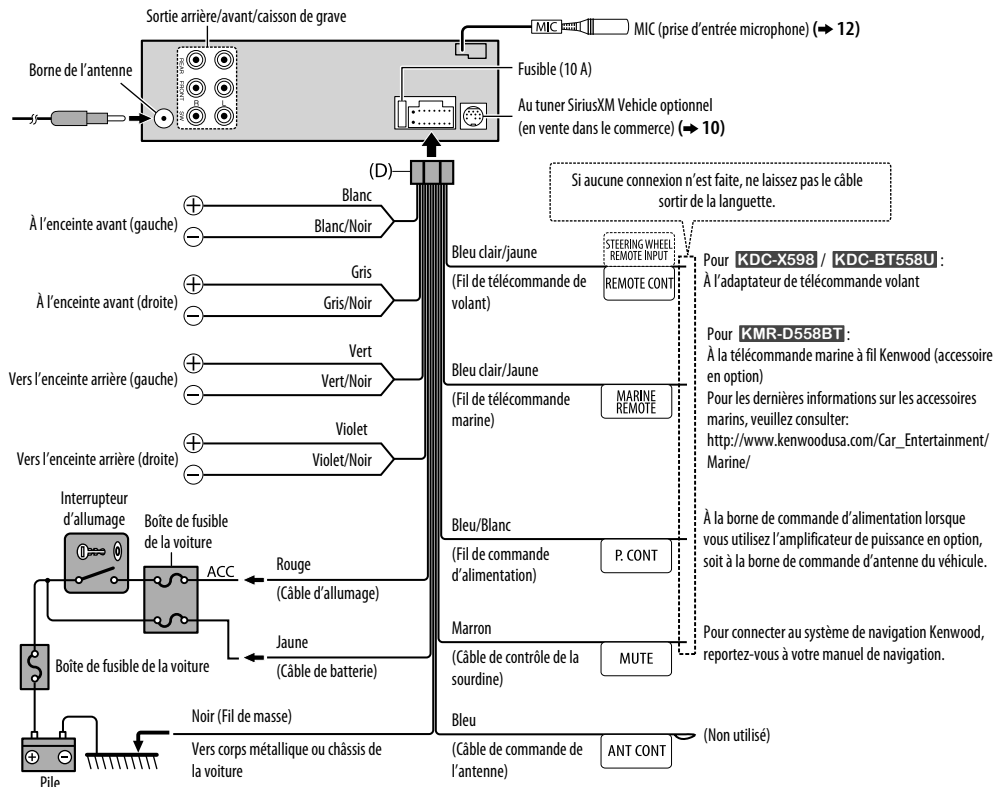 Sortie arrière/avant/caisson de grave
MIC
MIC (prise d'entrée microphone) (➜ 12)
Borne de l'antenne
REAR
FRONT
R
L
SW
Fusible (10 A)
Au tuner SiriusXM Vehicle optionnel
(en vente dans le commerce) (➜ 10)
(D)
Si aucune connexion n'est faite, ne laissez pas le câble
sortir de la languette.
À l'enceinte avant (gauche)
Blanc
Blanc/Noir
À l'enceinte avant (droite)
Gris
Gris/Noir
Vers l'enceinte arrière (gauche)
Vert
Vert/Noir
Vers l'enceinte arrière (droite)
Violet
Violet/Noir
Bleu clair/jaune
(Fil de télécommande de
volant)
STEERING WHEEL
REMOTE INPUT
REMOTE CONT
Pour KDC-X598 / KDC-BT558U :
À l'adaptateur de télécommande volant
Bleu clair/Jaune
(Fil de télécommande
marine)
MARINE
REMOTE
Pour KMR-D558BT :
À la télécommande marine à fil Kenwood (accessoire
en option)
Pour les dernières informations sur les accessoires
marins, veuillez consulter:
http://www.kenwoodusa.com/Car_Entertainment/
Marine/
Bleu/Blanc
(Fil de commande
d'alimentation)
P. CONT
À la borne de commande d'alimentation lorsque
vous utilisez l'amplificateur de puissance en option,
soit à la borne de commande d'antenne du véhicule.
Marron
(Câble de contrôle de la
sourdine)
MUTE
Pour connecter au système de navigation Kenwood,
reportez-vous à votre manuel de navigation.
Bleu
(Câble de commande de
l'antenne)
ANT CONT
(Non utilisé)
Interrupteur
d'allumage
Boîte de fusible
de la voiture
ACC
Rouge
(Câble d'allumage)
Jaune
(Câble de batterie)
Boîte de fusible de la voiture
Noir (Fil de masse)
Vers corps métallique ou châssis de
la voiture
Pile